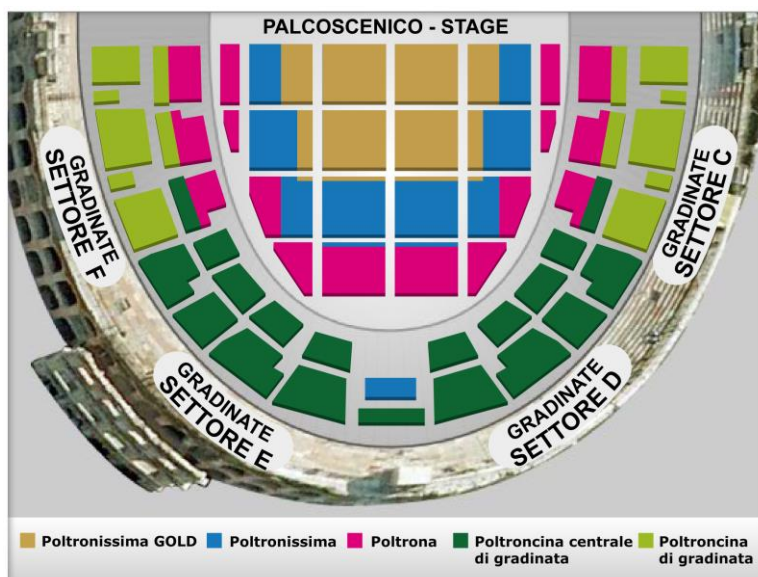 PALCOSCENICO - STAGE
GRADINATE
SETTORE F
GRADINATE
SETTORE C
GRADINATE
SETTORE E
GRADINATE
SETTORE D
Poltronissima GOLD
Poltronissima
Poltrona
Poltroncina centrale
di gradinata
Poltroncina
di gradinata